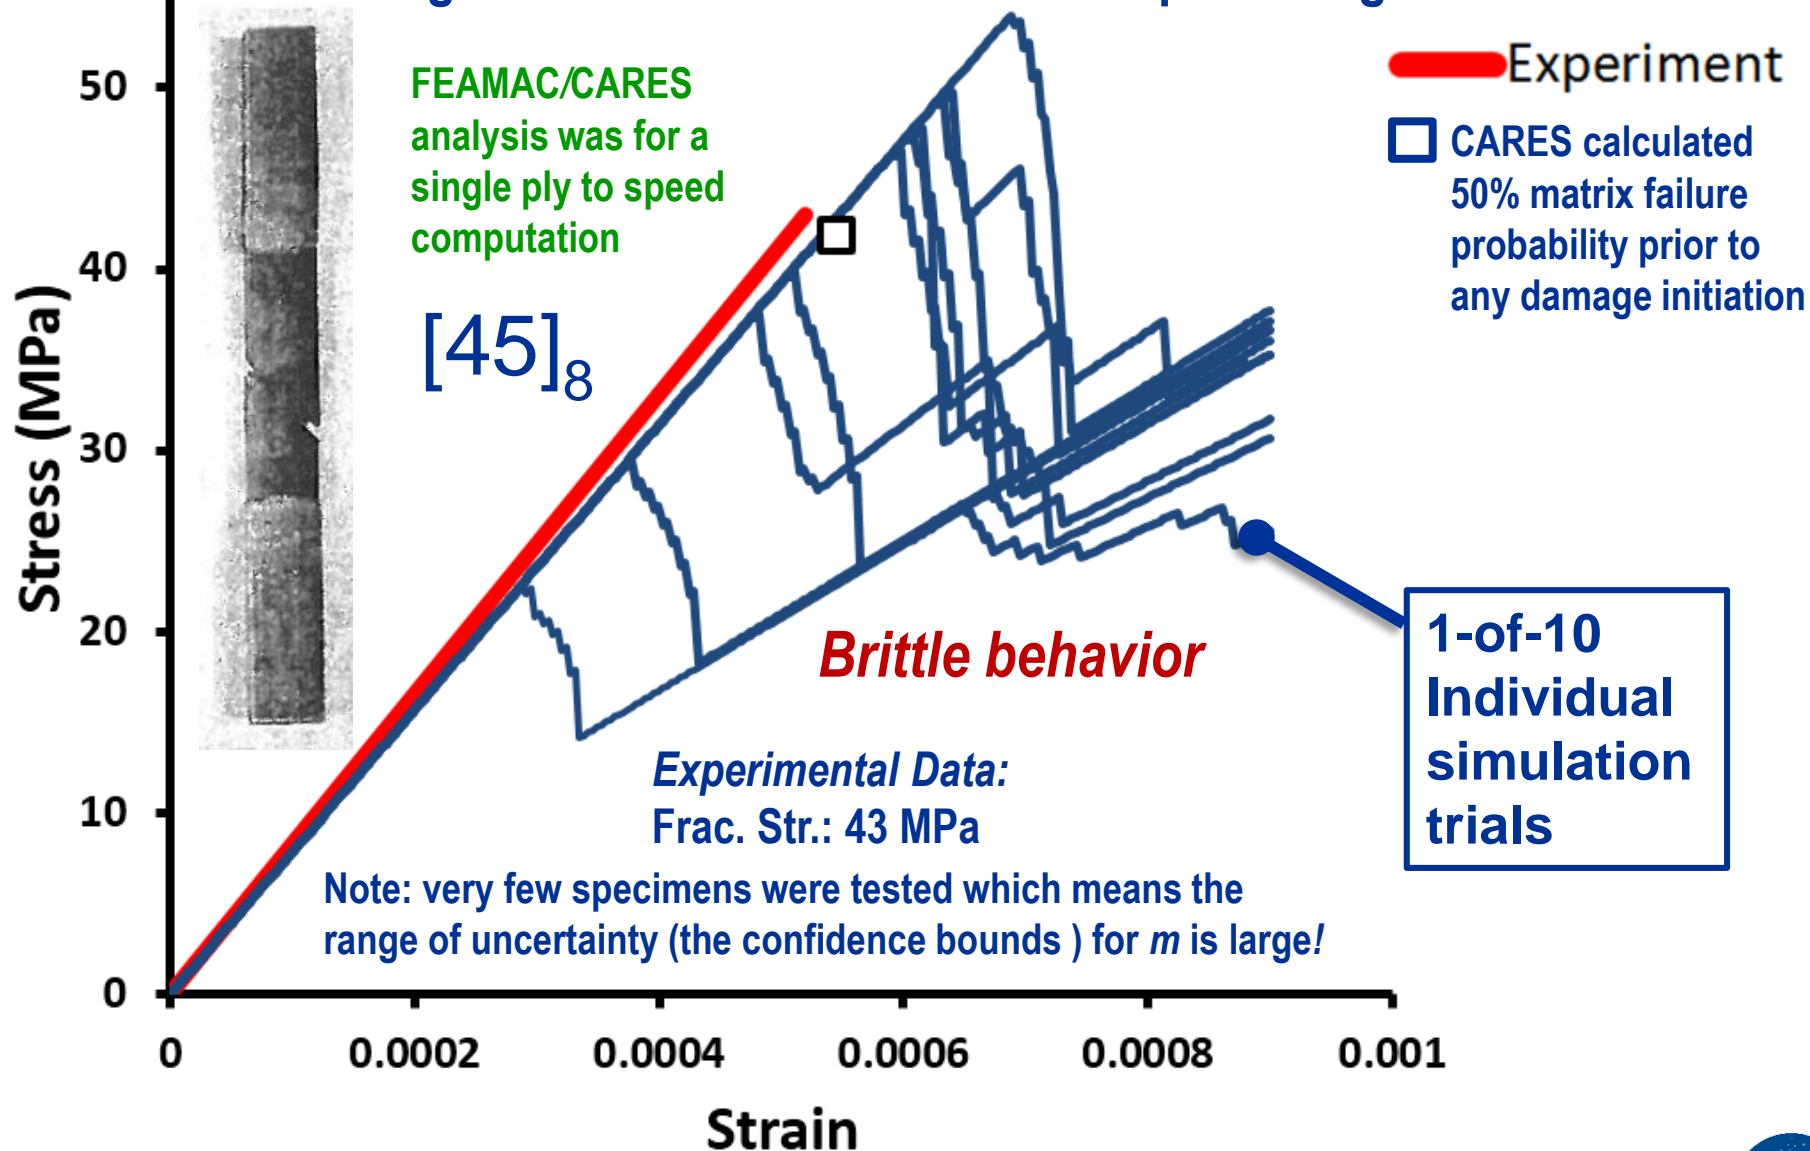 50
40
30
20
10
0
Stress (MPa)
FEAMAC/CARES
analysis was for a
single ply to speed
computation
[45]8
Experiment
CARES calculated
50% matrix failure
probability prior to
any damage initiation
Brittle behavior
1-of-10
Individual
simulation
trials
Experimental Data:
Frac. Str.: 43 MPa
Note: very few specimens were tested which means the
range of uncertainty (the confidence bounds ) for m is large!
0 0.0002 0.0004 0.0006 0.0008 0.001
Strain